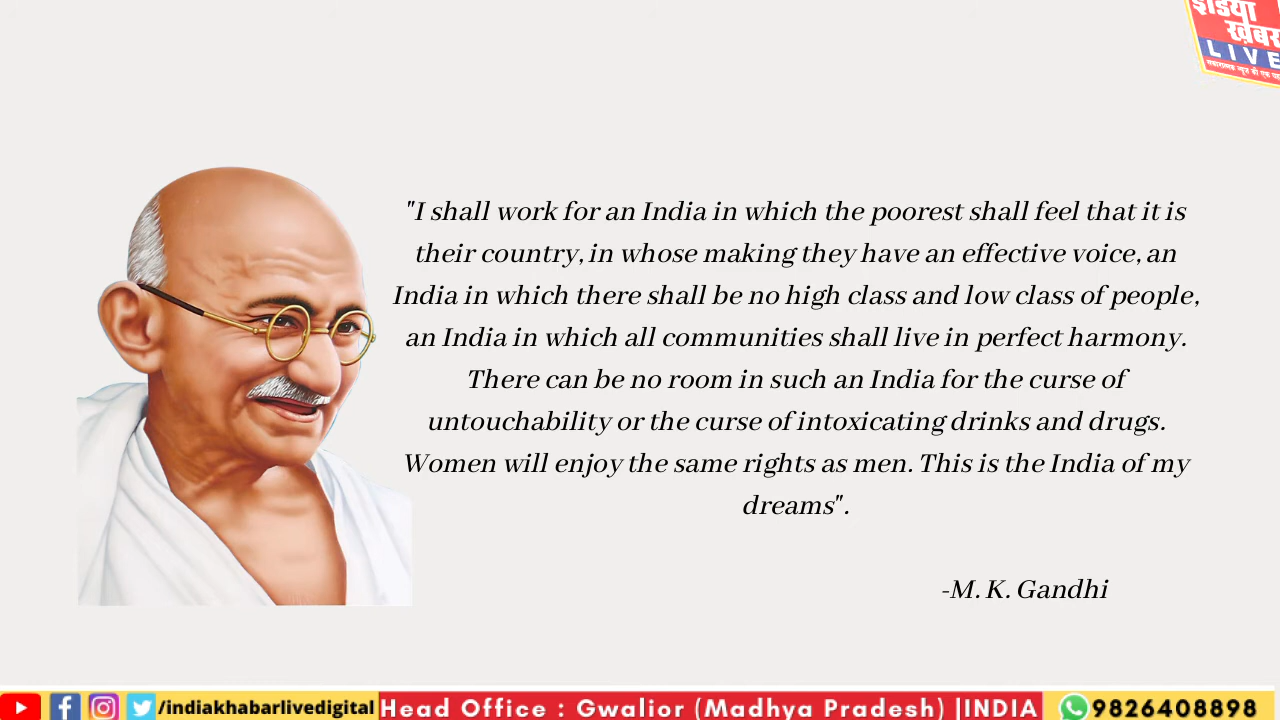 इंडिया
खबर
LIVE
"I shall work for an India in which the poorest shall feel that it is
their country, in whose making they have an effective voice, an
India in which there shall be no high class and low class of people,
an India in which all communities shall live in perfect harmony.
There can be no room in such an India for the curse of
untouchability or the curse of intoxicating drinks and drugs.
Women will enjoy the same rights as men. This is the India of my
dreams".
-M. K. Gandhi
/indiakhabarlivedigital Head Office : Gwalior (Madhya Pradesh) |INDIA 9826408898